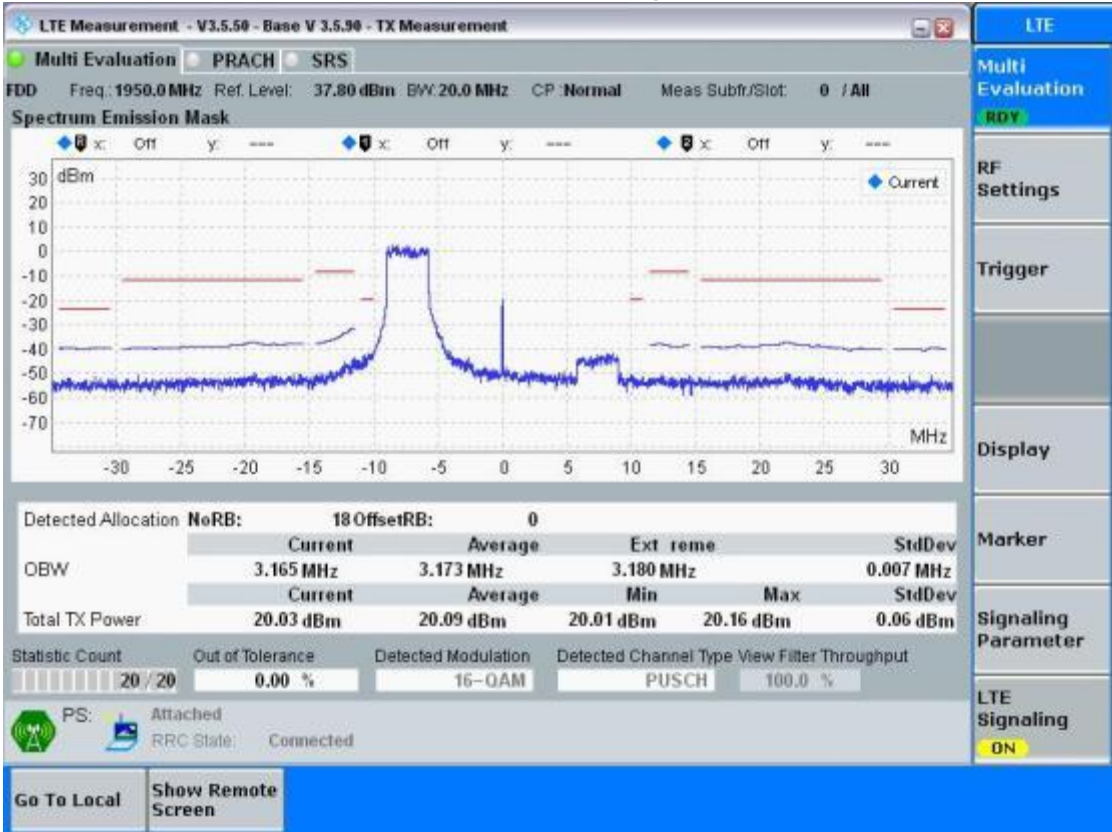 LTE Measurement - V3.5.50 - Base V 3.5.90 - TX Measurement
LTE
Multi Evaluation PRACH SRS
Multi
Evaluation
RDY
FDD Freq.: 1950.0 MHz Ref. Level: 37.80 dBm BW: 20.0 MHz CP :Normal Meas Subfr./Slot: 0 / All
Spectrum Emission Mask
x: Off y: --- x: Off y: --- x: Off y: ---
dBm
Current
30
20
10
0
-10
-20
-30
-40
-50
-60
-70
MHz
-30 -25 -20 -15 -10 -5 0 5 10 15 20 25 30
RF
Settings
Trigger
Display
Marker
Signaling
Parameter
LTE
Signaling
ON
Detected Allocation NoRB: 18 OffsetRB: 0
Current Average Ext reme StdDev
OBW 3.165 MHz 3.173 MHz 3.180 MHz 0.007 MHz
Current Average Min Max StdDev
Total TX Power 20.03 dBm 20.09 dBm 20.01 dBm 20.16 dBm 0.06 dBm
Statistic Count Out of Tolerance Detected Modulation Detected Channel Type View Filter Throughput
20 / 20 0.00 % 16-QAM PUSCH 100.0 %
PS: Attached
RRC State: Connected
Go To Local
Show Remote
Screen